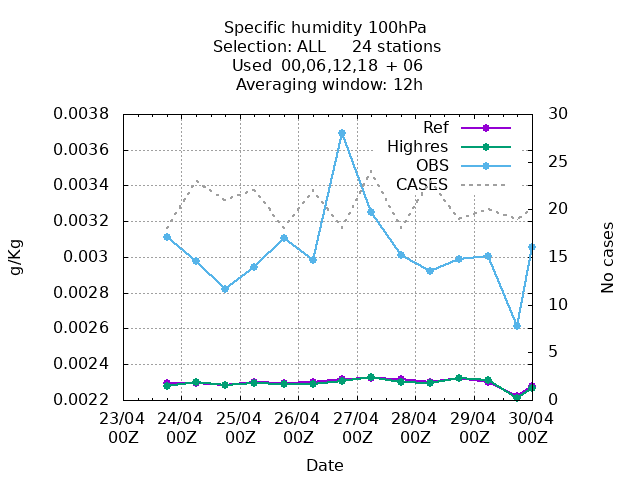 Specific humidity 100hPa
Selection: ALL 24 stations
Used 00,06,12,18 + 06
Averaging window: 12h
Ref
Highres
OBS
CASES
0.0038
0.0036
0.0034
0.0032
0.003
0.0028
0.0026
0.0024
0.0022
30
25
20
15
10
5
0
g/Kg
No cases
23/04 24/04 25/04 26/04 27/04 28/04 29/04 30/04
00Z 00Z 00Z 00Z 00Z 00Z 00Z 00Z
Date